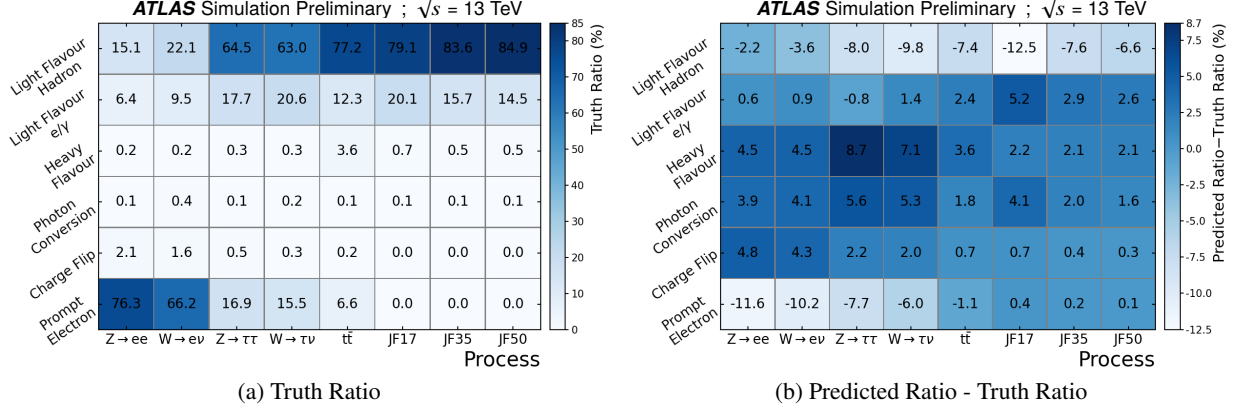 ATLAS Simulation Preliminary ; √s = 13 TeV
Light Flavour Hadron 15.1 22.1 64.5 63.0 77.2 79.1 83.6 84.9
Light Flavour e/γ 6.4 9.5 17.7 20.6 12.3 20.1 15.7 14.5
Heavy Flavour 0.2 0.2 0.3 0.3 3.6 0.7 0.5 0.5
Photon Conversion 0.1 0.4 0.1 0.2 0.1 0.1 0.1 0.1
Charge Flip 2.1 1.6 0.5 0.3 0.2 0.0 0.0 0.0
Prompt Electron 76.3 66.2 16.9 15.5 6.6 0.0 0.0 0.0
Z→ee W→eν Z→ττ W→τν tt̄ JF17 JF35 JF50
Process
85
80
70
60
50
40
30
20
10
0
Truth Ratio (%)
(a) Truth Ratio
ATLAS Simulation Preliminary ; √s = 13 TeV
Light Flavour Hadron -2.2 -3.6 -8.0 -9.8 -7.4 -12.5 -7.6 -6.6
Light Flavour e/γ 0.6 0.9 -0.8 1.4 2.4 5.2 2.9 2.6
Heavy Flavour 4.5 4.5 8.7 7.1 3.6 2.2 2.1 2.1
Photon Conversion 3.9 4.1 5.6 5.3 1.8 4.1 2.0 1.6
Charge Flip 4.8 4.3 2.2 2.0 0.7 0.7 0.4 0.3
Prompt Electron -11.6 -10.2 -7.7 -6.0 -1.1 0.4 0.2 0.1
Z→ee W→eν Z→ττ W→τν tt̄ JF17 JF35 JF50
Process
8.7
7.5
5.0
2.5
0.0
-2.5
-5.0
-7.5
-10.0
-12.5
Predicted Ratio−Truth Ratio (%)
(b) Predicted Ratio - Truth Ratio